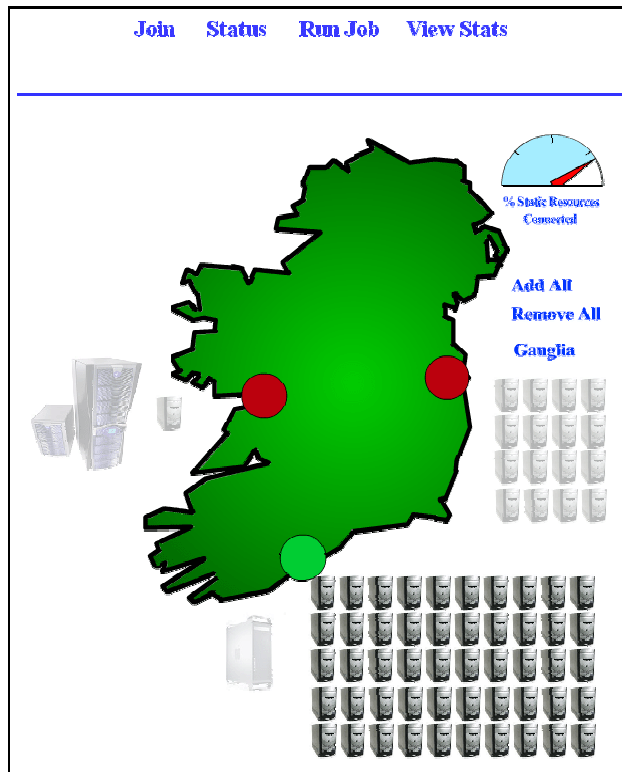 Join Status Run Job View Stats
% Static Resources
Connected
Add All
Remove All
Ganglia